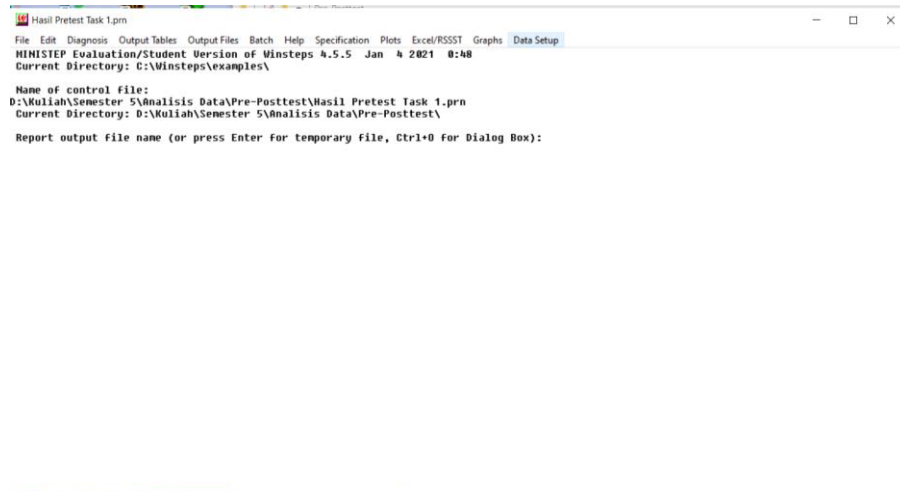 Hasil Pretest Task 1.prn
File Edit Diagnosis Output Tables Output Files Batch Help Specification Plots Excel/RSSST Graphs Data Setup
MINISTEP Evaluation/Student Version of Winsteps 4.5.5 Jan 4 2021 0:48
Current Directory: C:\Winsteps\examples\
Name of control file:
D:\Kuliah\Semester 5\Analisis Data\Pre-Posttest\Hasil Pretest Task 1.prn
Current Directory: D:\Kuliah\Semester 5\Analisis Data\Pre-Posttest\
Report output file name (or press Enter for temporary file, Ctrl+O for Dialog Box):